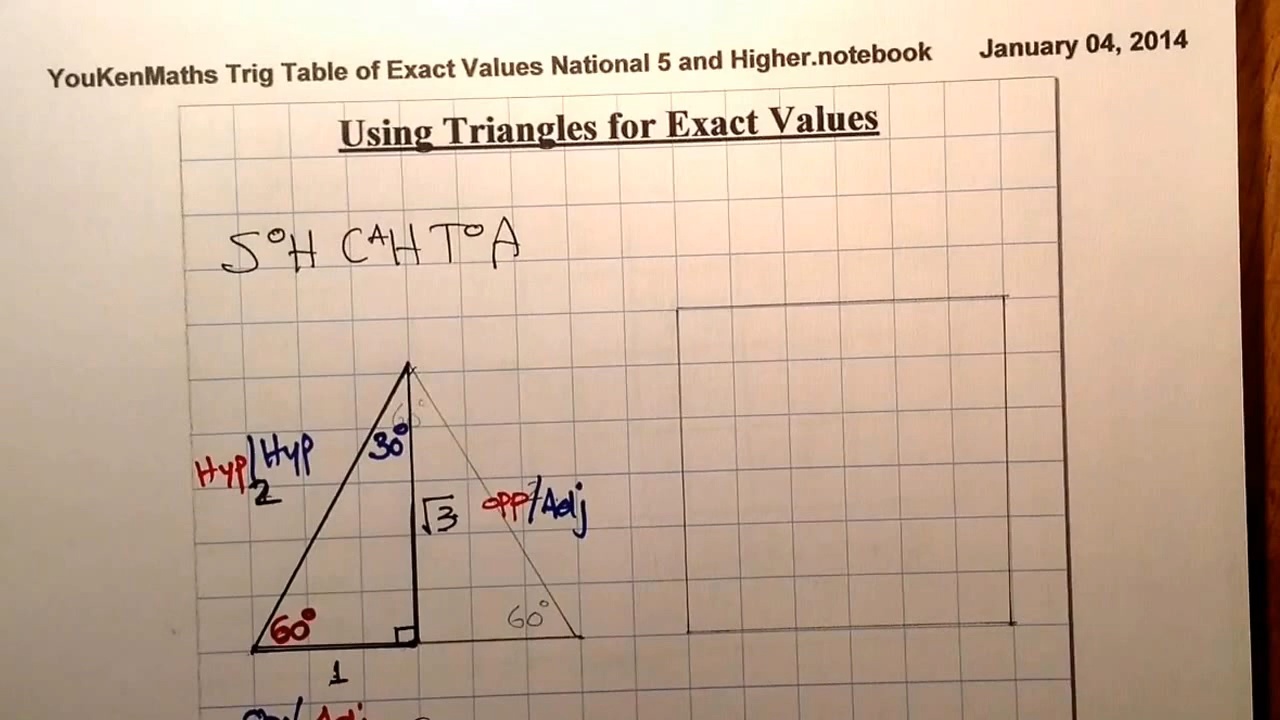 YouKenMaths Trig Table of Exact Values National 5 and Higher.notebook January 04, 2014
Using Triangles for Exact Values
SOH CAH TOA
30°
Hyp/Hyp
2
√3
opp/Adj
60°
60°
1